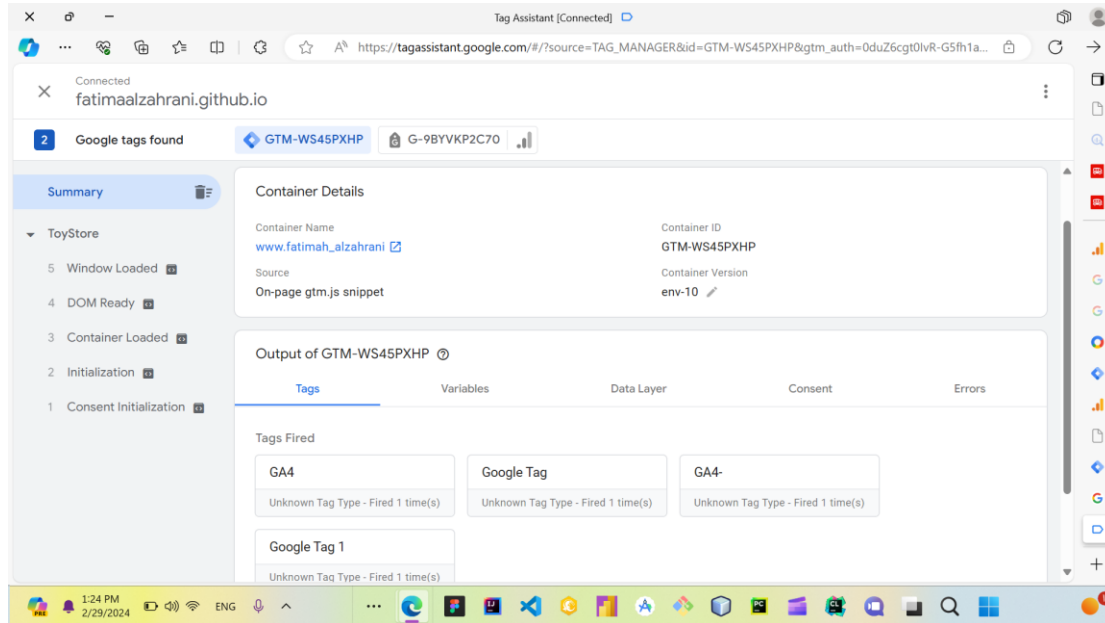 Tag Assistant [Connected]
https://tagassistant.google.com/#/?source=TAG_MANAGER&id=GTM-WS45PXHP&gtm_auth=0duZ6cgt0IvR-G5fh1a...
Connected
fatimaalzahrani.github.io
2 Google tags found GTM-WS45PXHP G-9BYVKP2C70
Summary
ToyStore
5 Window Loaded
4 DOM Ready
3 Container Loaded
2 Initialization
1 Consent Initialization
Container Details
Container Name
www.fatimah_alzahrani
Container ID
GTM-WS45PXHP
Source
On-page gtm.js snippet
Container Version
env-10
Output of GTM-WS45PXHP
Tags Variables Data Layer Consent Errors
Tags Fired
GA4
Unknown Tag Type - Fired 1 time(s)
Google Tag
Unknown Tag Type - Fired 1 time(s)
GA4-
Unknown Tag Type - Fired 1 time(s)
Google Tag 1
Unknown Tag Type - Fired 1 time(s)
1:24 PM
2/29/2024
ENG